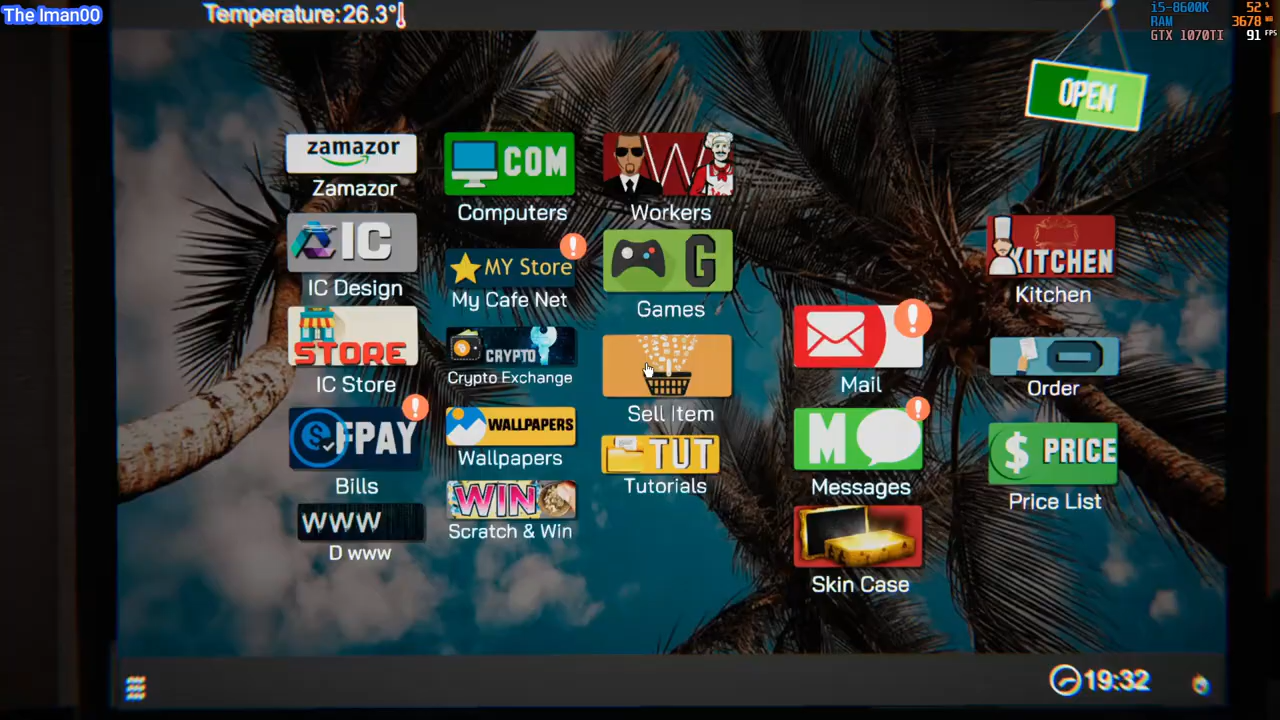 The Iman00
Temperature:26.3°
i5-8600K 52 %
RAM 3678 MB
GTX 1070TI 91 FPS
OPEN
zamazor
Zamazor
COM
Computers
W
Workers
IC
IC Design
MY Store
My Cafe Net
G
Games
KITCHEN
Kitchen
STORE
IC Store
CRYPTO
Crypto Exchange
Sell Item
Mail
Order
FPAY
Bills
WALLPAPERS
Wallpapers
TUT
Tutorials
M
Messages
$ PRICE
Price List
WWW
D www
WIN
Scratch & Win
Skin Case
19:32